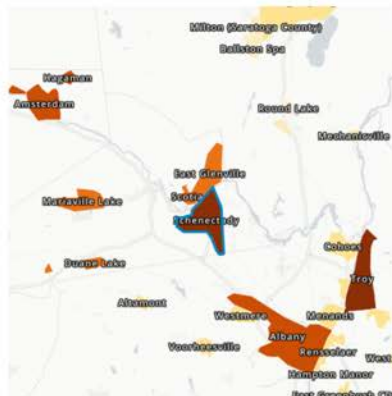 Milton (Saratoga County)
Ballston Spa
Hagaman
Amsterdam
Round Lake
Mechanicville
East Glenville
Scotia
Mariaville Lake
Schenectady
Cohoes
Duane Lake
Troy
Altamont
Westmere
Menands
Albany
Voorheesville
Rensselaer
West
Hampton Manor